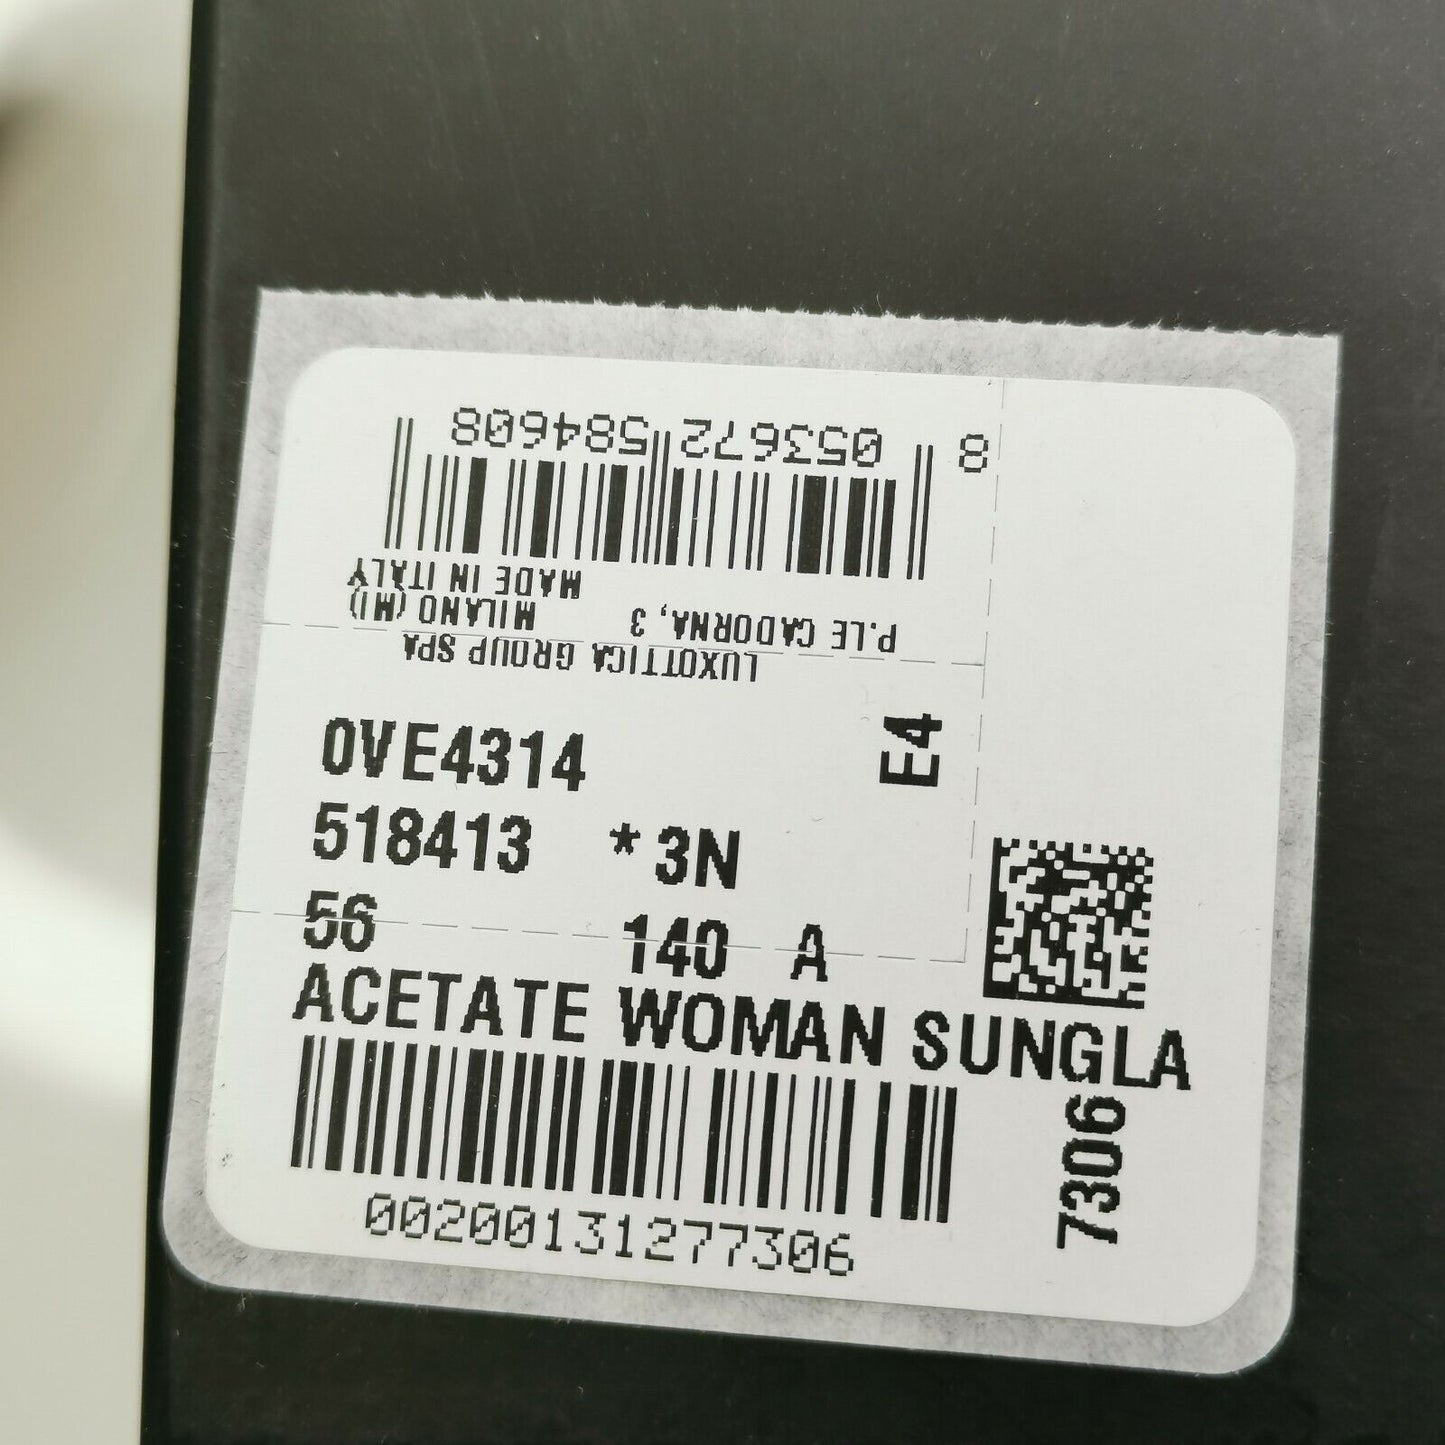 8 053672 584608
LUXOTTICA GROUP SPA
P.LE CADORNA, 3 MILANO (MI)
MADE IN ITALY
0VE4314 E4
518413 *3N
56 140 A
ACETATE WOMAN SUNGLA
00200131277306
7306